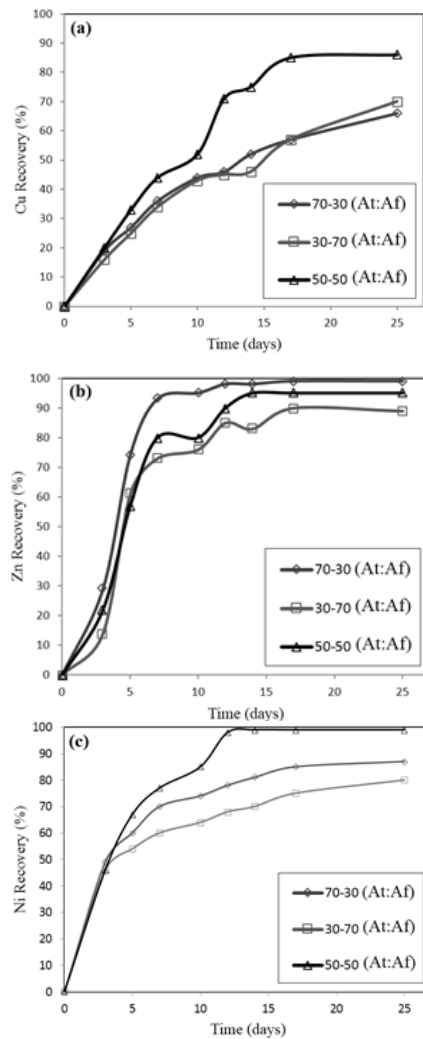 (a)
Cu Recovery (%)
100
90
80
70
60
50
40
30
20
10
0
70-30 (At:Af)
30-70 (At:Af)
50-50 (At:Af)
0 5 10 15 20 25
Time (days)
(b)
Zn Recovery (%)
100
90
80
70
60
50
40
30
20
10
0
70-30 (At:Af)
30-70 (At:Af)
50-50 (At:Af)
0 5 10 15 20 25
Time (days)
(c)
Ni Recovery (%)
100
90
80
70
60
50
40
30
20
10
0
70-30 (At:Af)
30-70 (At:Af)
50-50 (At:Af)
0 5 10 15 20 25
Time (days)